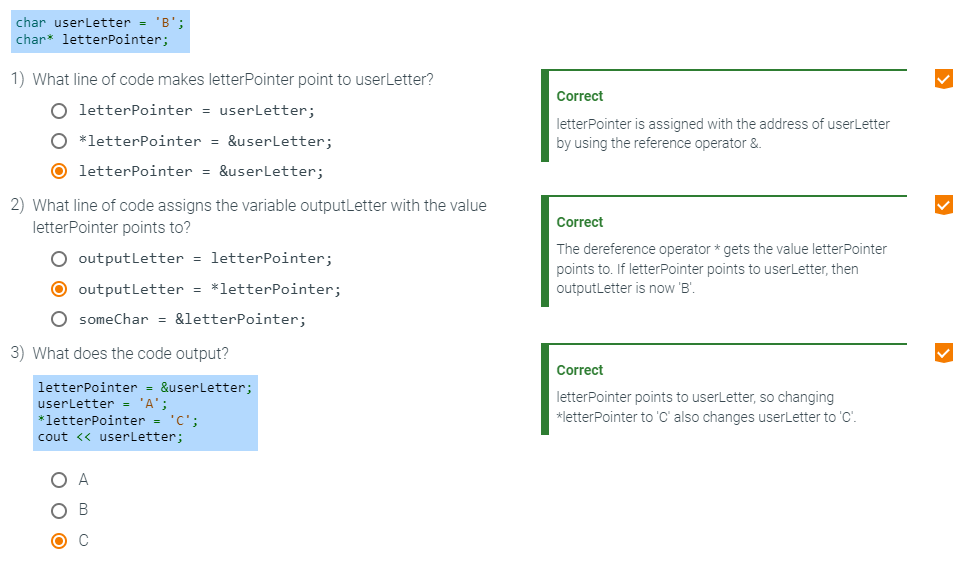 char userLetter = 'B';
char* letterPointer;
1) What line of code makes letterPointer point to userLetter?
letterPointer = userLetter;
*letterPointer = &userLetter;
letterPointer = &userLetter;
Correct
letterPointer is assigned with the address of userLetter
by using the reference operator &.
2) What line of code assigns the variable outputLetter with the value
letterPointer points to?
outputLetter = letterPointer;
outputLetter = *letterPointer;
someChar = &letterPointer;
Correct
The dereference operator * gets the value letterPointer
points to. If letterPointer points to userLetter, then
outputLetter is now 'B'.
3) What does the code output?
letterPointer = &userLetter;
userLetter = 'A';
*letterPointer = 'C';
cout << userLetter;
A
B
C
Correct
letterPointer points to userLetter, so changing
*letterPointer to 'C' also changes userLetter to 'C'.